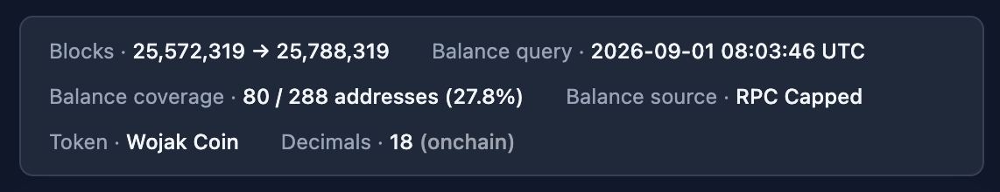 Blocks · 25,572,319 → 25,788,319 Balance query · 2026-09-01 08:03:46 UTC
Balance coverage · 80 / 288 addresses (27.8%) Balance source · RPC Capped
Token · Wojak Coin Decimals · 18 (onchain)